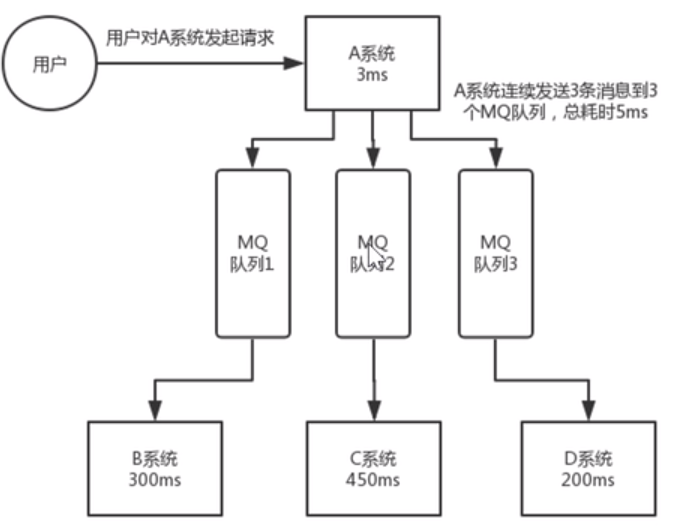 用户
用户对A系统发起请求
A系统
3ms
A系统连续发送3条消息到3
个MQ队列，总耗时5ms
MQ
队列1
MQ
队列2
MQ
队列3
B系统
300ms
C系统
450ms
D系统
200ms